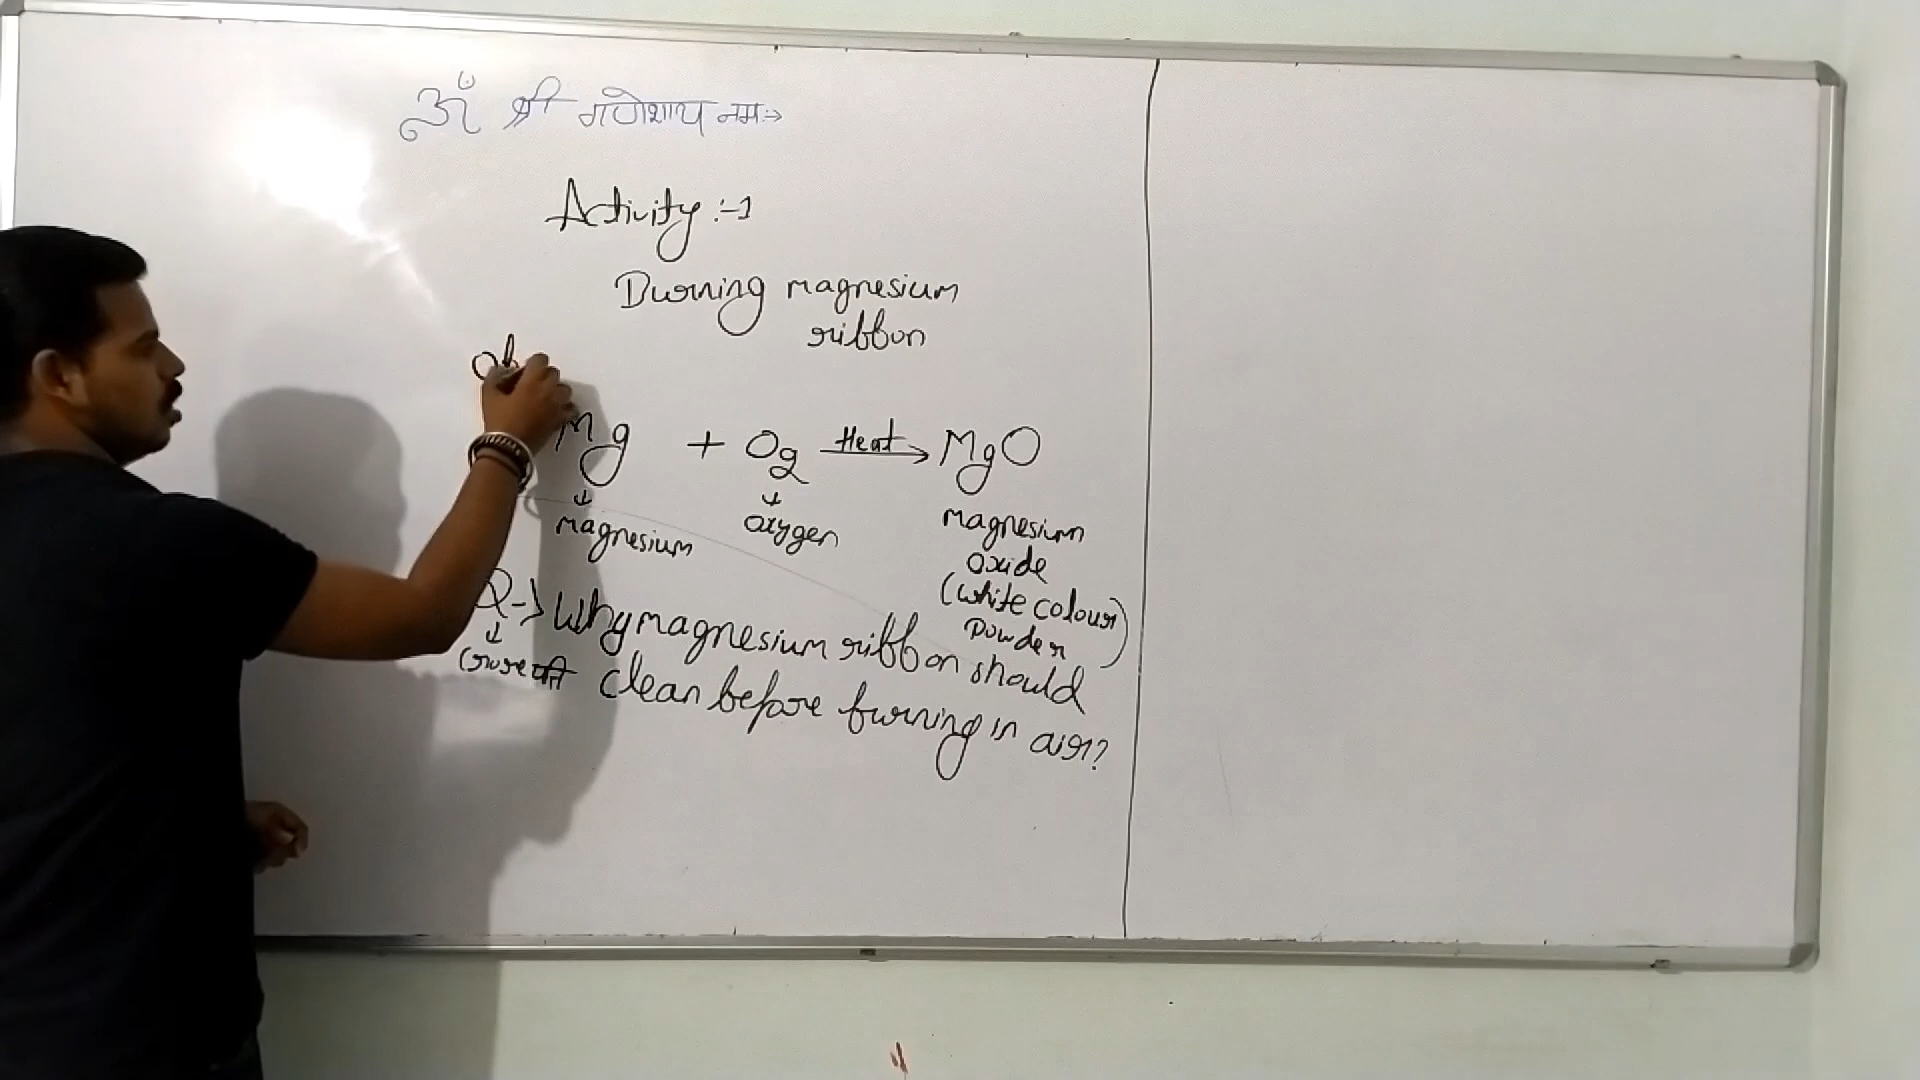 ॐ श्री गणेशाय नमः→
Activity :-1
Burning magnesium
ribbon
Ob
Mg + O2 Heat→ MgO
↓ ↓
magnesium oxygen magnesium
oxide
(white colour)
Powder
Q→ Why magnesium ribbon should
↓
clean before burning in air?